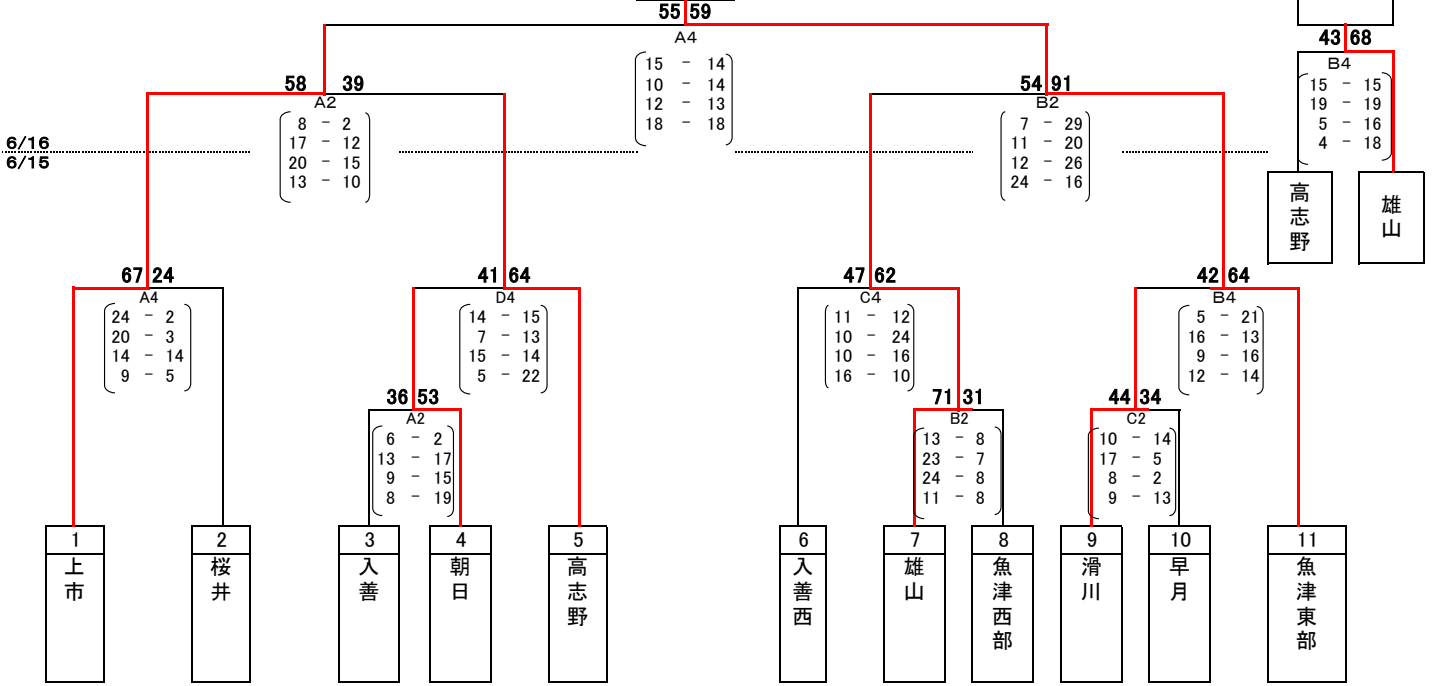 55 59
A4
15 - 14
10 - 14
12 - 13
18 - 18
43 68
B4
15 - 15
19 - 19
5 - 16
4 - 18
高志野
雄山
58 39
A2
8 - 2
17 - 12
20 - 15
13 - 10
54 91
B2
7 - 29
11 - 20
12 - 26
24 - 16
6/16
6/15
67 24
A4
24 - 2
20 - 3
14 - 14
9 - 5
41 64
D4
14 - 15
7 - 13
15 - 14
5 - 22
47 62
C4
11 - 12
10 - 24
10 - 16
16 - 10
42 64
B4
5 - 21
16 - 13
9 - 16
12 - 14
36 53
A2
6 - 2
13 - 17
9 - 15
8 - 19
71 31
B2
13 - 8
23 - 7
24 - 8
11 - 8
44 34
C2
10 - 14
17 - 5
8 - 2
9 - 13
1
上市
2
桜井
3
入善
4
朝日
5
高志野
6
入善西
7
雄山
8
魚津西部
9
滑川
10
早月
11
魚津東部